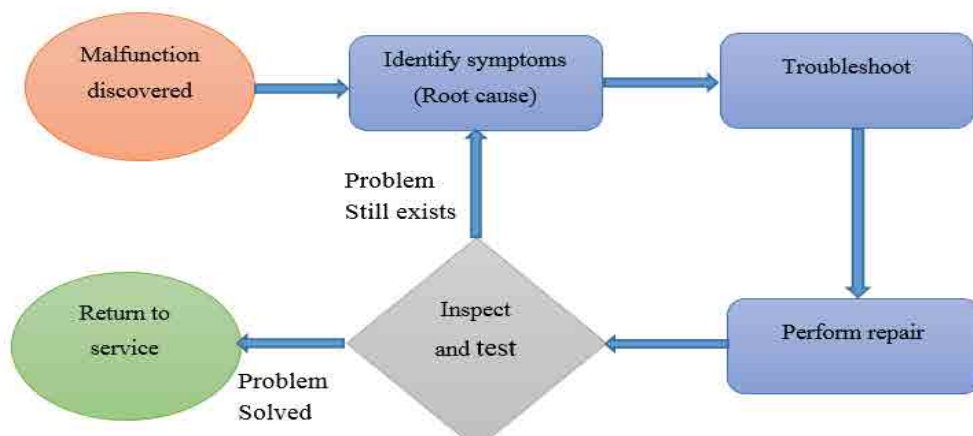 Malfunction
discovered
Identify symptoms
(Root cause)
Troubleshoot
Problem
Still exists
Return to
service
Inspect
and test
Perform repair
Problem
Solved